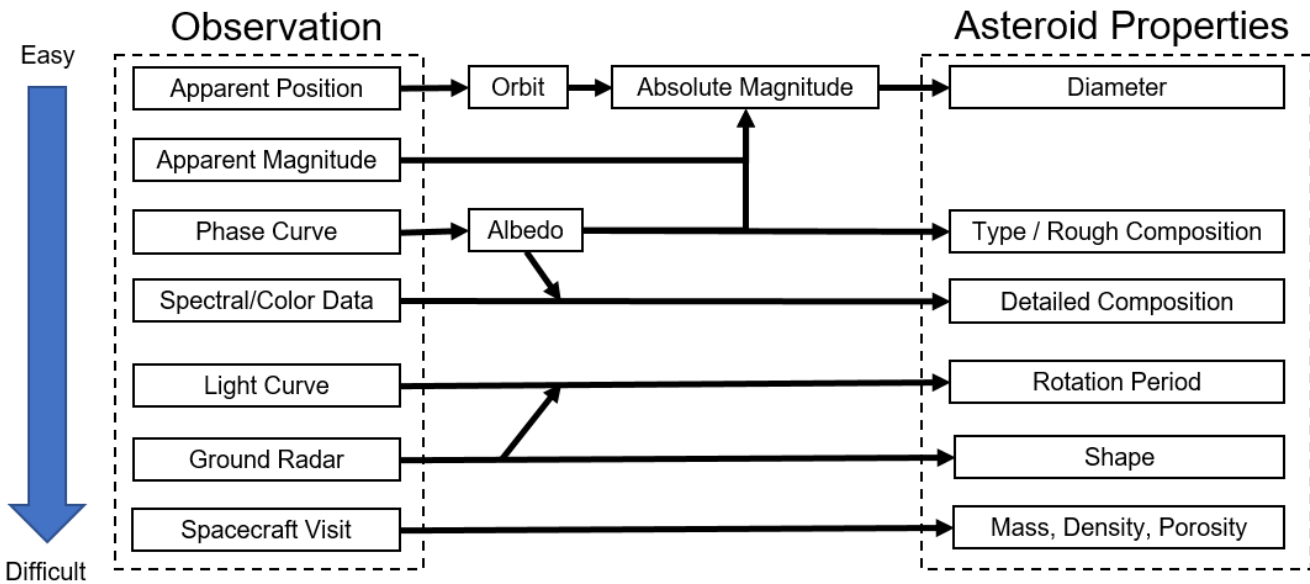 Observation
Asteroid Properties
Easy
Apparent Position
Orbit
Absolute Magnitude
Diameter
Apparent Magnitude
Phase Curve
Albedo
Type / Rough Composition
Spectral/Color Data
Detailed Composition
Light Curve
Rotation Period
Ground Radar
Shape
Spacecraft Visit
Mass, Density, Porosity
Difficult